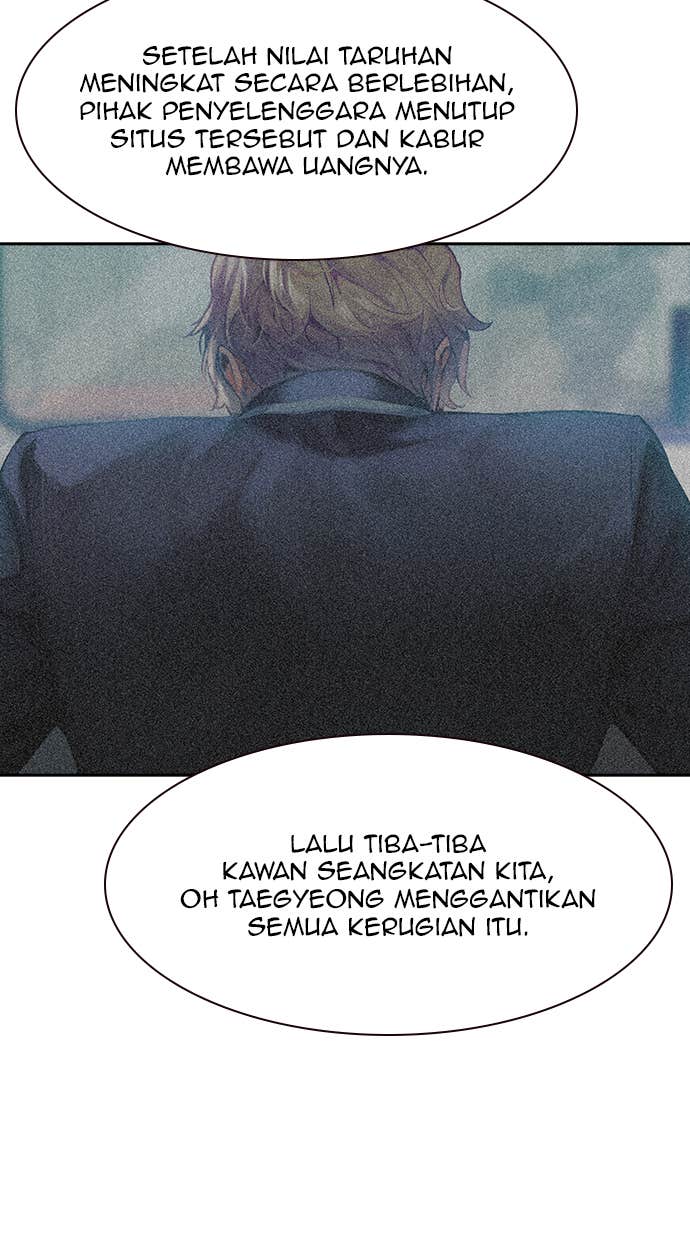 SETELAH NILAI TARUHAN
MENINGKAT SECARA BERLEBIHAN,
PIHAK PENYELENGGARA MENUTUP
SITUS TERSEBUT DAN KABUR
MEMBAWA UANGNYA.
LALU TIBA-TIBA
KAWAN SEANGKATAN KITA,
OH TAEGYEONG MENGGANTIKAN
SEMUA KERUGIAN ITU.